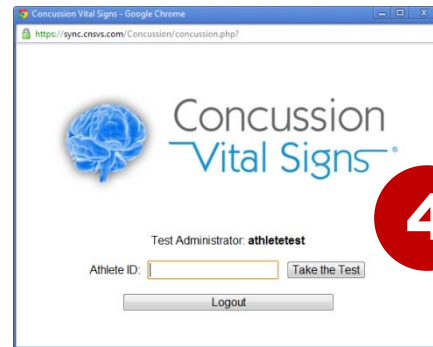 Concussion Vital Signs - Google Chrome
https://sync.cnsvs.com/Concussion/concussion.php?
Concussion
Vital Signs
Test Administrator: athletetest
Athlete ID:
Take the Test
Logout
4